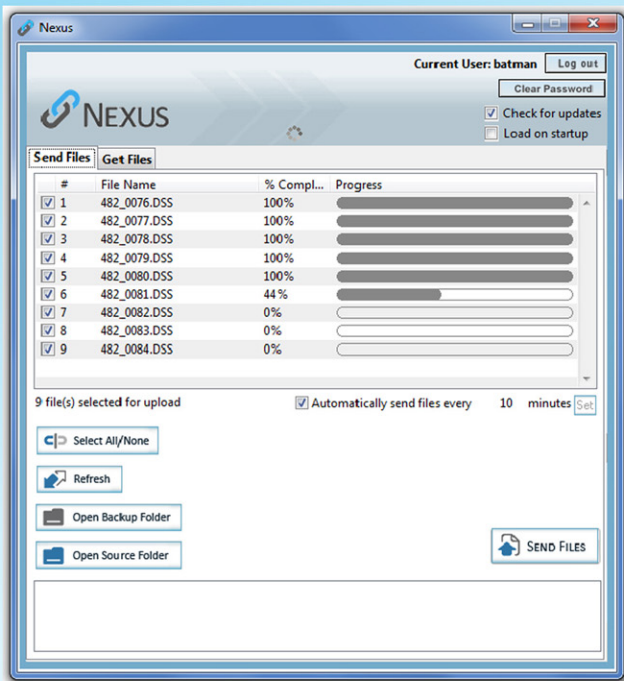 Nexus
Current User: batman Log out
Clear Password
NEXUS
Check for updates
Load on startup
Send Files Get Files
# File Name % Compl... Progress
1 482_0076.DSS 100%
2 482_0077.DSS 100%
3 482_0078.DSS 100%
4 482_0079.DSS 100%
5 482_0080.DSS 100%
6 482_0081.DSS 44%
7 482_0082.DSS 0%
8 482_0083.DSS 0%
9 482_0084.DSS 0%
9 file(s) selected for upload Automatically send files every 10 minutes Set
Select All/None
Refresh
Open Backup Folder
Open Source Folder
SEND FILES